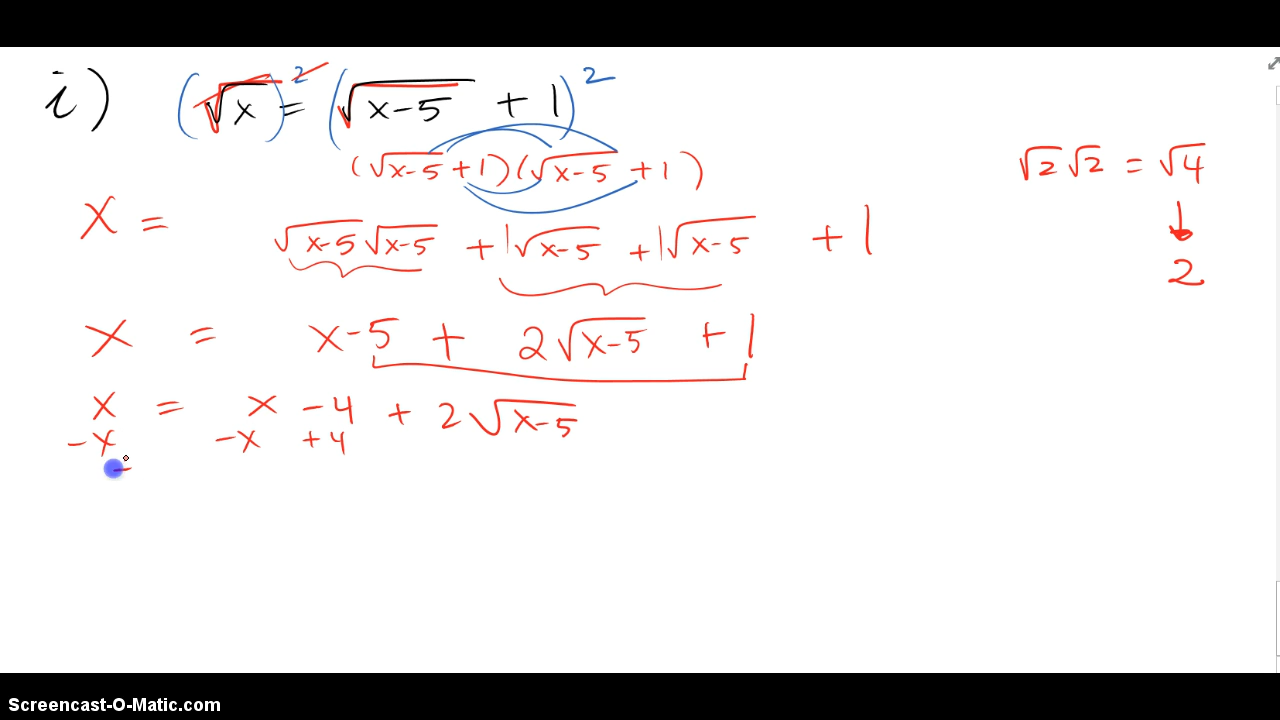 i) (√x)² = (√x-5 + 1)²
(√x-5 +1)(√x-5 +1)
√2 √2 = √4
x = √x-5 √x-5 + 1√x-5 + 1√x-5 + 1
2
x = x-5 + 2√x-5 + 1
x = x - 4 + 2√x-5
-x -x +4
Screencast-O-Matic.com